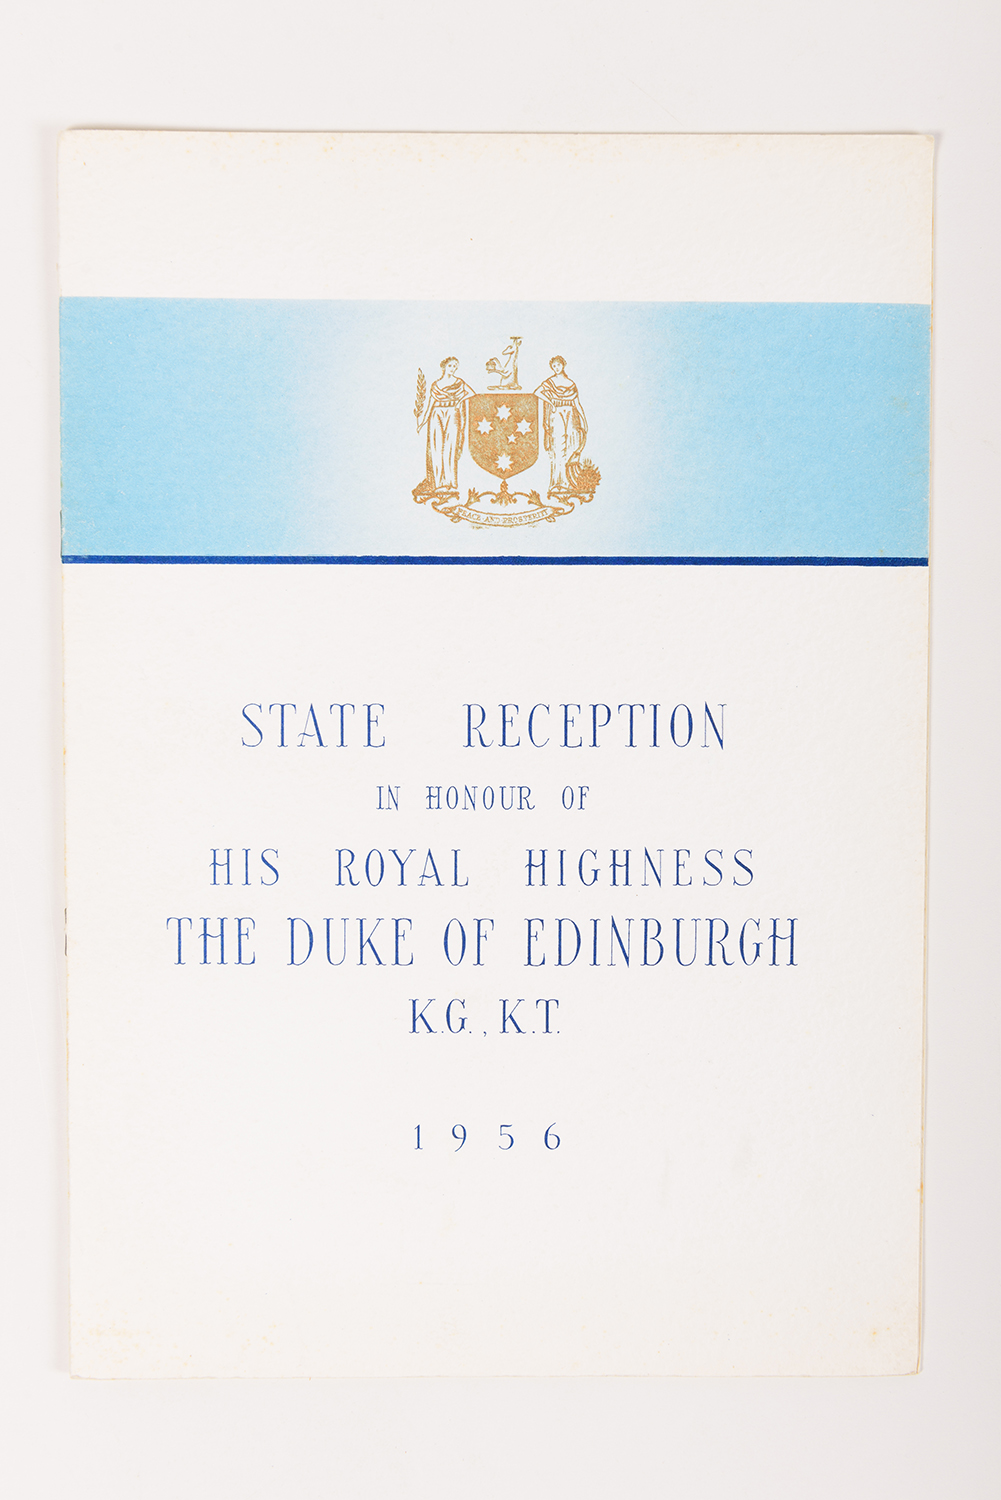 PEACE AND PROSPERITY
STATE RECEPTION
IN HONOUR OF
HIS ROYAL HIGHNESS
THE DUKE OF EDINBURGH
K.G., K.T.
1956